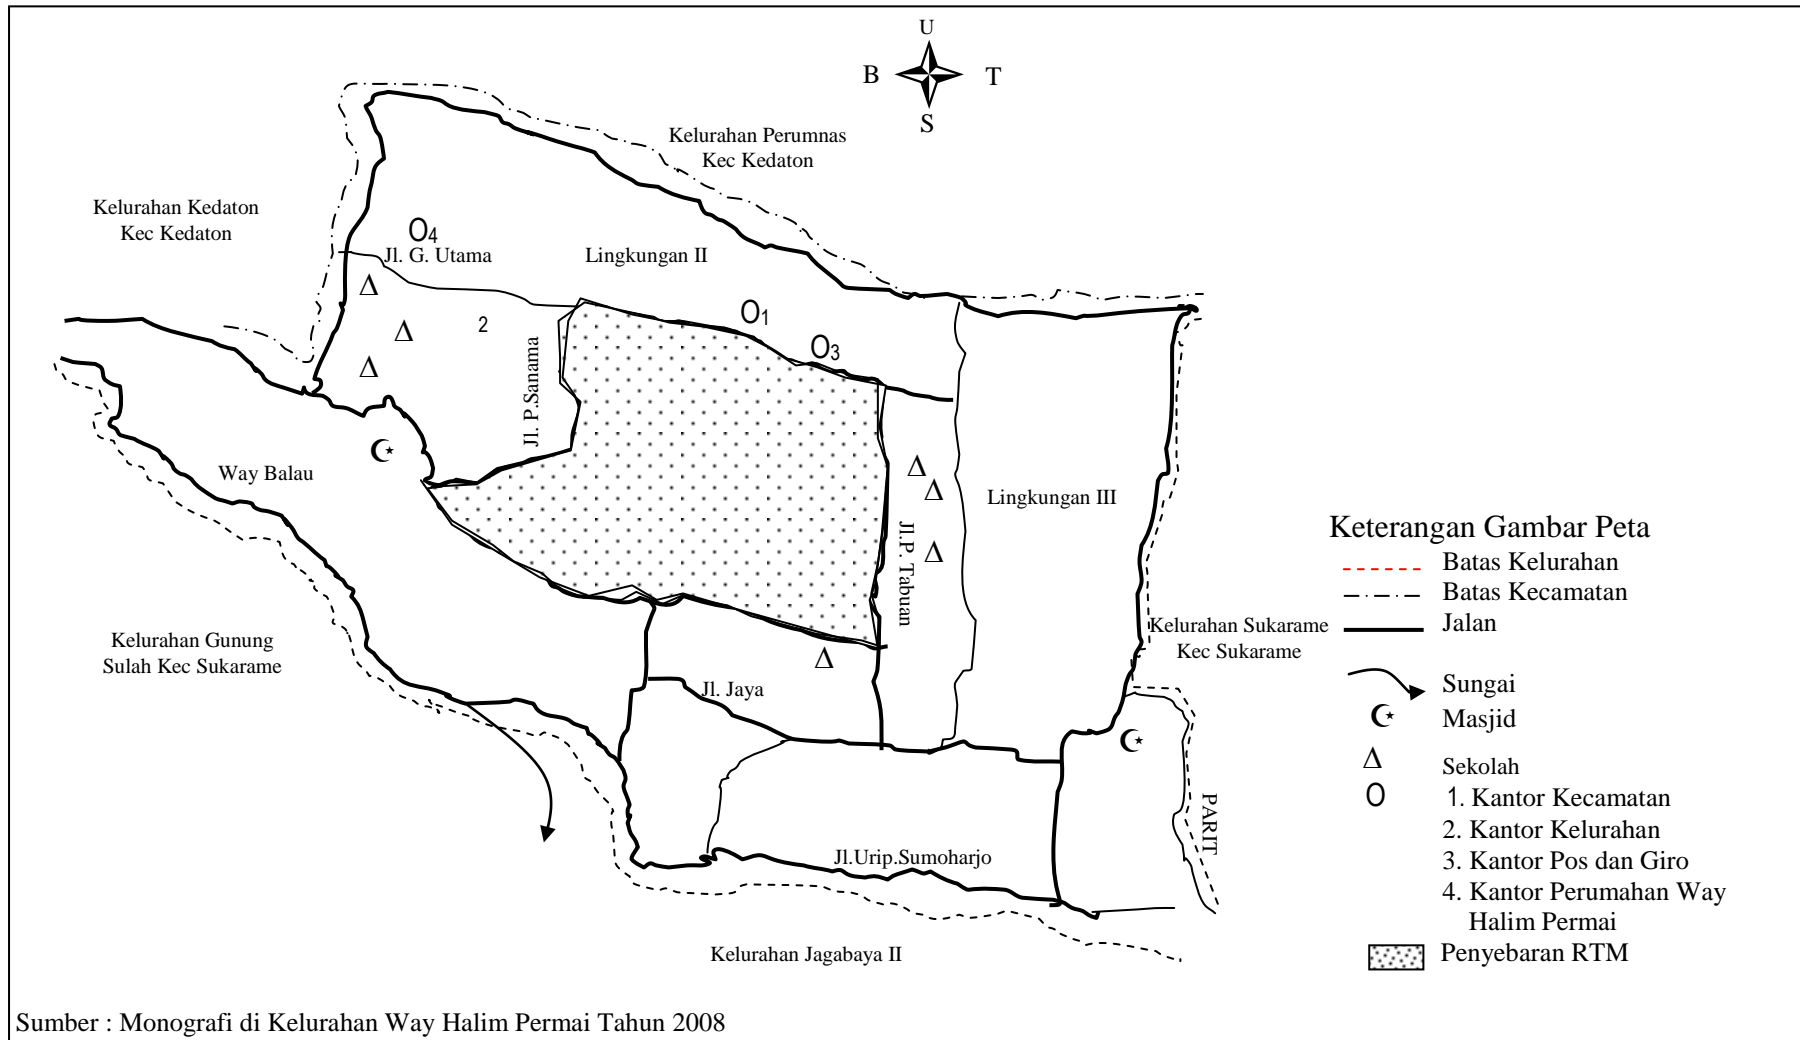 U
B
T
S
Kelurahan Perumnas
Kec Kedaton
Kelurahan Kedaton
Kec Kedaton
O4
Jl. G. Utama
Lingkungan II
O1
2
O3
Jl. P.Sanama
Way Balau
Lingkungan III
Jl.P. Tabuan
Kelurahan Gunung
Sulah Kec Sukarame
Kelurahan Sukarame
Kec Sukarame
Jl. Jaya
PARIT
Jl.Urip.Sumoharjo
Kelurahan Jagabaya II
Keterangan Gambar Peta
Batas Kelurahan
Batas Kecamatan
Jalan
Sungai
Masjid
Sekolah
O 1. Kantor Kecamatan
2. Kantor Kelurahan
3. Kantor Pos dan Giro
4. Kantor Perumahan Way
Halim Permai
Penyebaran RTM
Sumber : Monografi di Kelurahan Way Halim Permai Tahun 2008